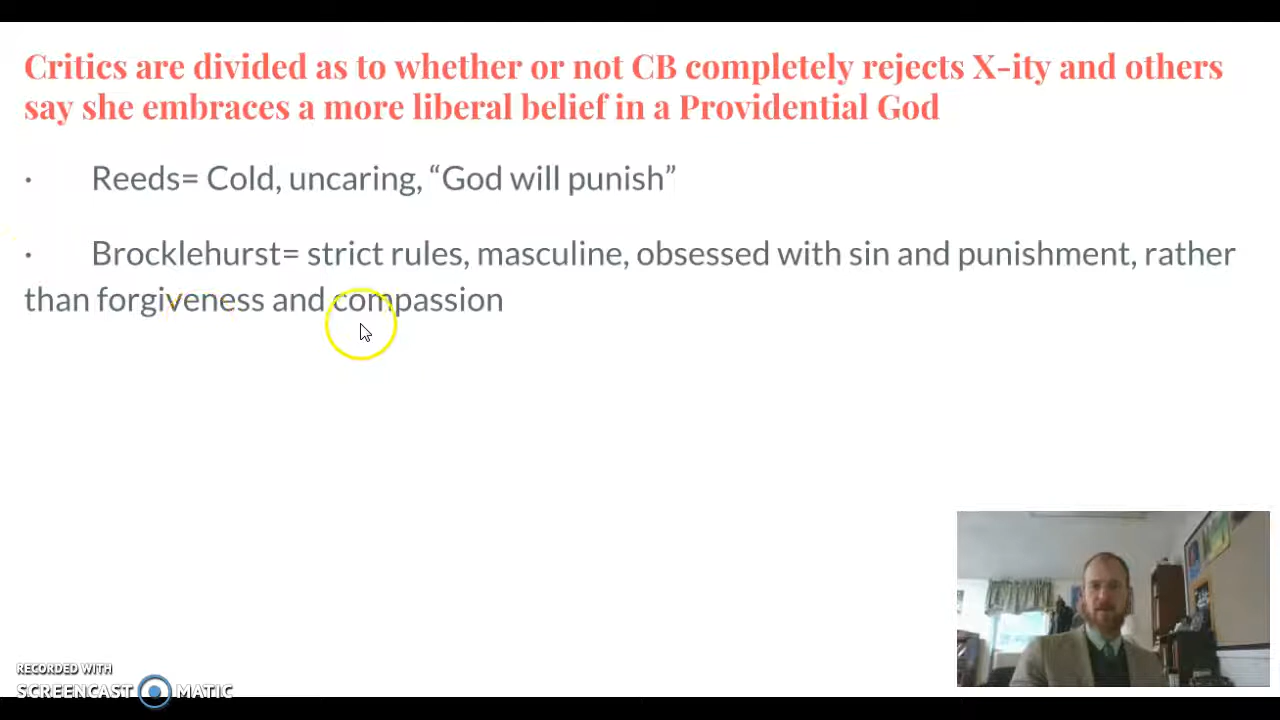 Critics are divided as to whether or not CB completely rejects X-ity and others
say she embraces a more liberal belief in a Providential God
· Reeds= Cold, uncaring, “God will punish”
· Brocklehurst= strict rules, masculine, obsessed with sin and punishment, rather
than forgiveness and compassion
RECORDED WITH
SCREENCAST MATIC